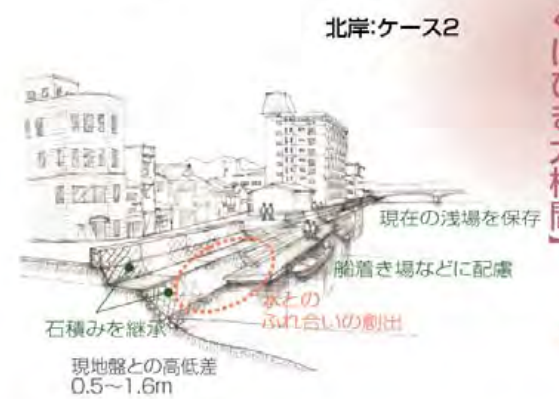 北岸:ケース2
現在の浅場を保存
船着き場などに配慮
水との
ふれ合いの創出
石積みを継承
現地盤との高低差
0.5〜1.6m